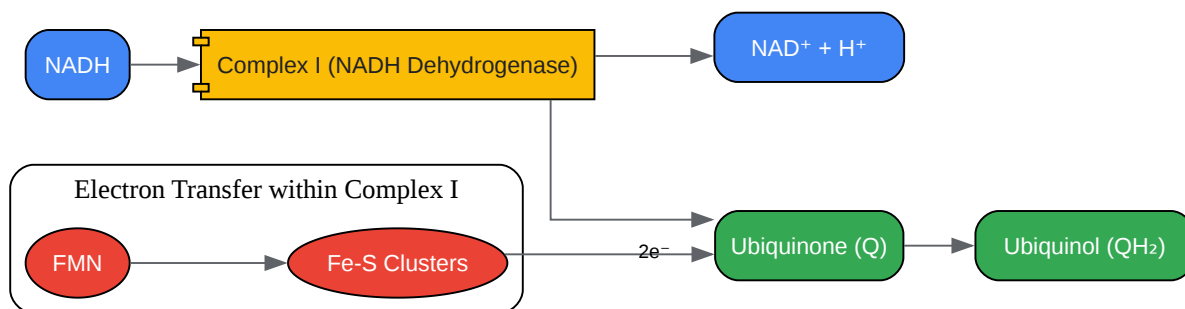 NADH
Complex I (NADH Dehydrogenase)
NAD⁺ + H⁺
Electron Transfer within Complex I
FMN
Fe-S Clusters
2e⁻
Ubiquinone (Q)
Ubiquinol (QH₂)